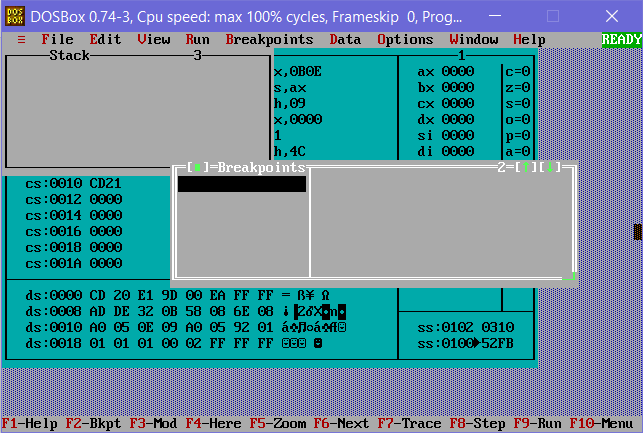 DOSBox 0.74-3, Cpu speed: max 100% cycles, Frameskip 0, Prog...
≡ File Edit View Run Breakpoints Data Options Window Help READY
Stack 3 1
x,0B0E ax 0000 c=0
s,ax bx 0000 z=0
h,09 cx 0000 s=0
x,0000 dx 0000 o=0
1 si 0000 p=0
h,4C di 0000 a=0
Breakpoints 2=[↑][↓]
cs:0010 CD21
cs:0012 0000
cs:0014 0000
cs:0016 0000
cs:0018 0000
cs:001A 0000
ds:0000 CD 20 E1 9D 00 EA FF FF = ß¥ Ω
ds:0008 AD DE 32 0B 58 08 6E 08
ds:0010 A0 05 0E 09 A0 05 92 01 ss:0102 0310
ds:0018 01 01 01 00 02 FF FF FF ss:0100▶52FB
F1-Help F2-Bkpt F3-Mod F4-Here F5-Zoom F6-Next F7-Trace F8-Step F9-Run F10-Menu